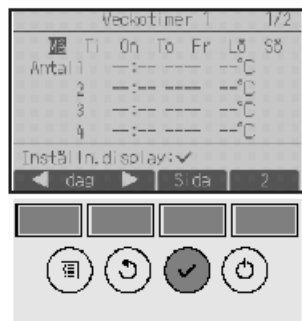 Veckotimer 1 1/2
Må Ti On To Fr Lö Sö
Antal 1 --:-- ---- --°C
2 --:-- ---- --°C
3 --:-- ---- --°C
4 --:-- ---- --°C
Inställn.display:✓
◀ dag ▶ Sida 2